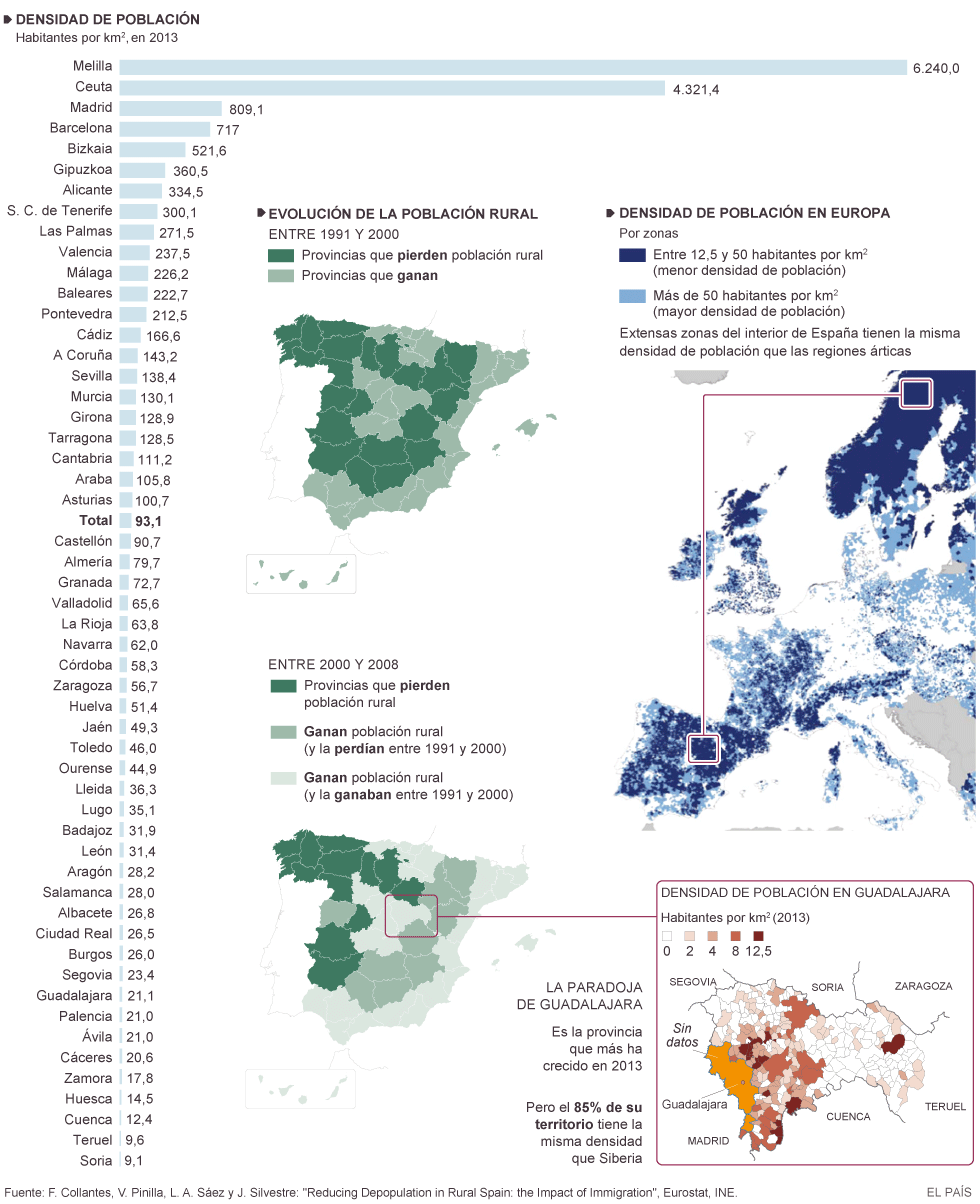 DENSIDAD DE POBLACIÓN
Habitantes por km², en 2013
Melilla 6.240,0
Ceuta 4.321,4
Madrid 809,1
Barcelona 717
Bizkaia 521,6
Gipuzkoa 360,5
Alicante 334,5
S. C. de Tenerife 300,1
Las Palmas 271,5
Valencia 237,5
Málaga 226,2
Baleares 222,7
Pontevedra 212,5
Cádiz 166,6
A Coruña 143,2
Sevilla 138,4
Murcia 130,1
Girona 128,9
Tarragona 128,5
Cantabria 111,2
Araba 105,8
Asturias 100,7
Total 93,1
Castellón 90,7
Almería 79,7
Granada 72,7
Valladolid 65,6
La Rioja 63,8
Navarra 62,0
Córdoba 58,3
Zaragoza 56,7
Huelva 51,4
Jaén 49,3
Toledo 46,0
Ourense 44,9
Lleida 36,3
Lugo 35,1
Badajoz 31,9
León 31,4
Aragón 28,2
Salamanca 28,0
Albacete 26,8
Ciudad Real 26,5
Burgos 26,0
Segovia 23,4
Guadalajara 21,1
Palencia 21,0
Ávila 21,0
Cáceres 20,6
Zamora 17,8
Huesca 14,5
Cuenca 12,4
Teruel 9,6
Soria 9,1
EVOLUCIÓN DE LA POBLACIÓN RURAL
ENTRE 1991 Y 2000
Provincias que pierden población rural
Provincias que ganan
ENTRE 2000 Y 2008
Provincias que pierden
población rural
Ganan población rural
(y la perdían entre 1991 y 2000)
Ganan población rural
(y la ganaban entre 1991 y 2000)
DENSIDAD DE POBLACIÓN EN EUROPA
Por zonas
Entre 12,5 y 50 habitantes por km²
(menor densidad de población)
Más de 50 habitantes por km²
(mayor densidad de población)
Extensas zonas del interior de España tienen la misma
densidad de población que las regiones árticas
LA PARADOJA
DE GUADALAJARA
Es la provincia
que más ha
crecido en 2013
Pero el 85% de su
territorio tiene la
misma densidad
que Siberia
DENSIDAD DE POBLACIÓN EN GUADALAJARA
Habitantes por km² (2013)
0 2 4 8 12,5
SEGOVIA
SORIA
ZARAGOZA
Sin
datos
Guadalajara
MADRID
CUENCA
TERUEL
Fuente: F. Collantes, V. Pinilla, L. A. Sáez y J. Silvestre: "Reducing Depopulation in Rural Spain: the Impact of Immigration", Eurostat, INE.
EL PAÍS